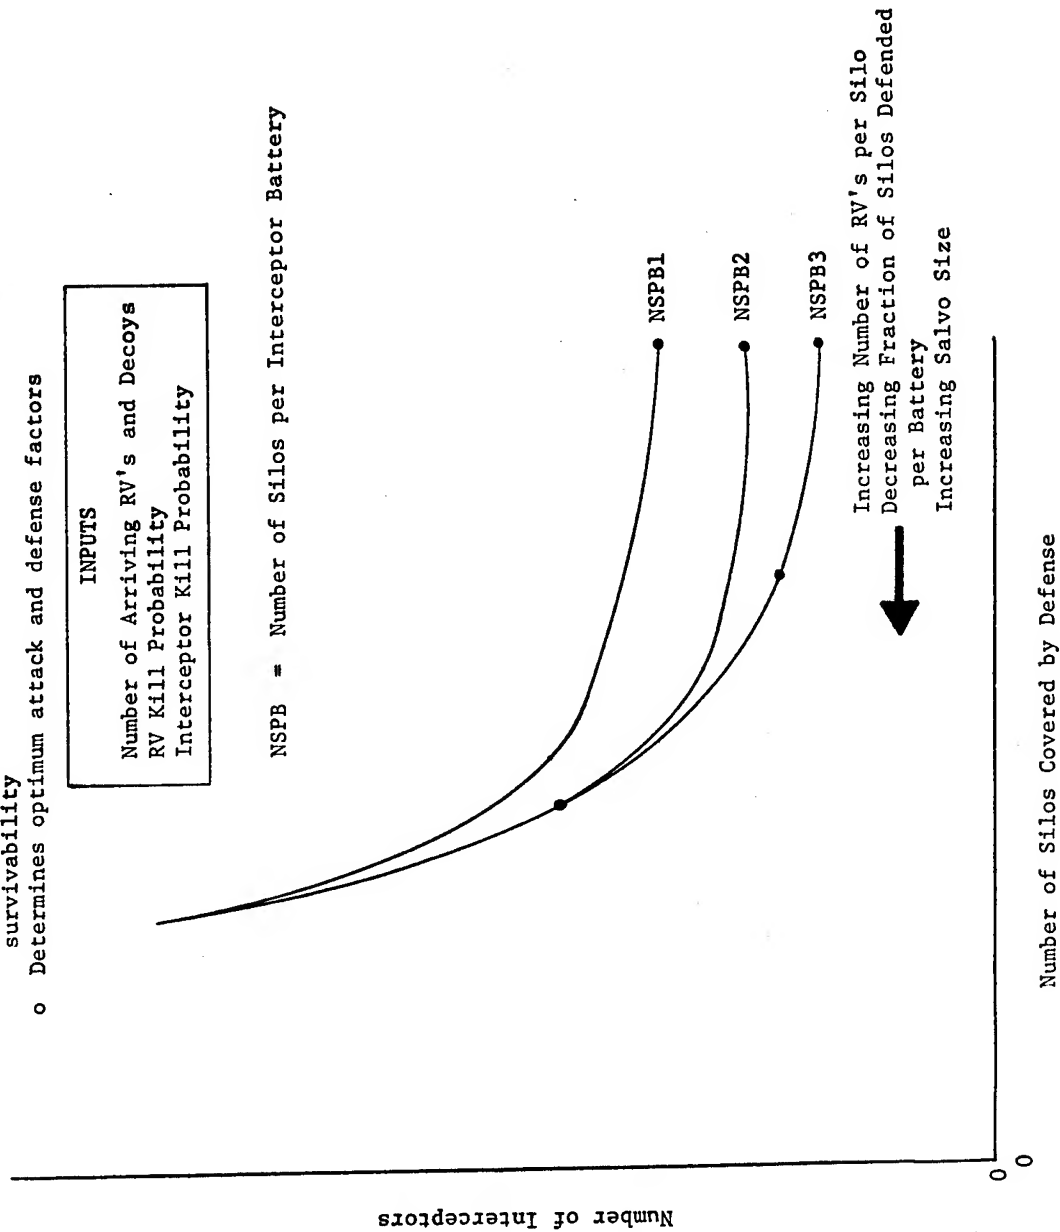 survivability
o Determines optimum attack and defense factors
INPUTS
Number of Arriving RV's and Decoys
RV Kill Probability
Interceptor Kill Probability
NSPB = Number of Silos per Interceptor Battery
NSPB1
NSPB2
NSPB3
Increasing Number of RV's per Silo
Decreasing Fraction of Silos Defended
per Battery
Increasing Salvo Size
Number of Interceptors
0
0
Number of Silos Covered by Defense